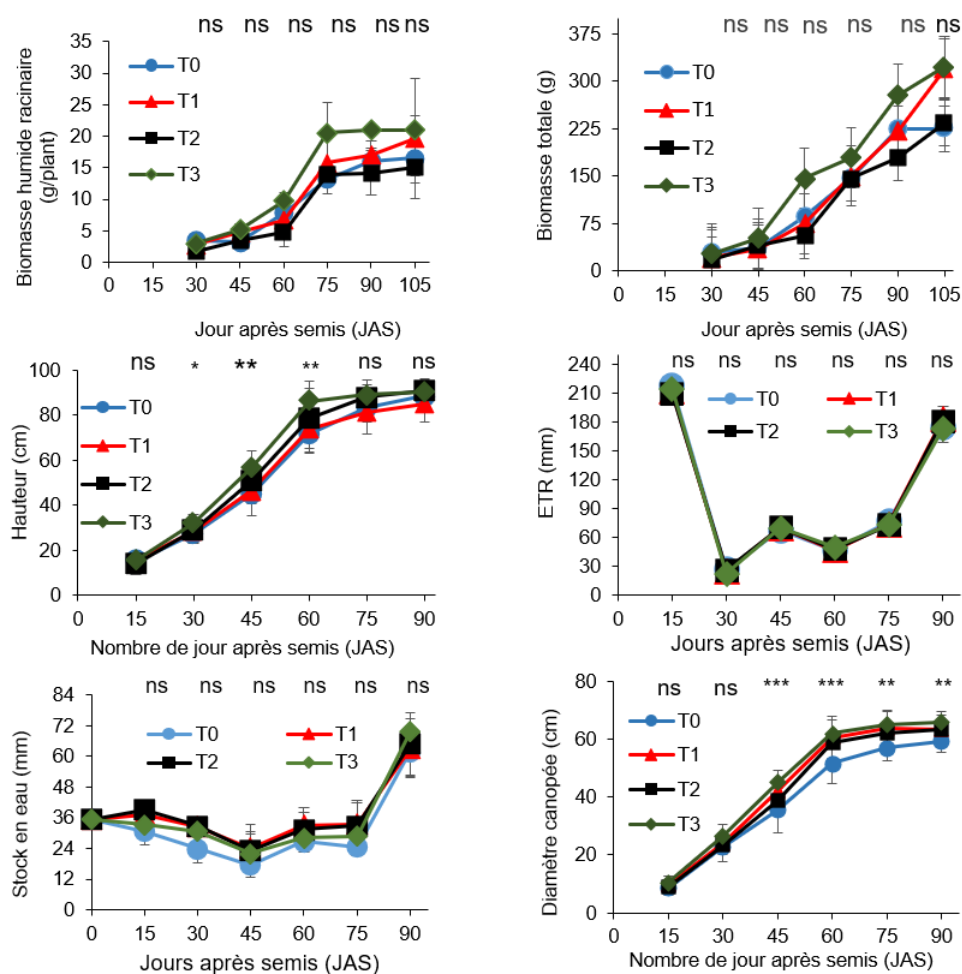 ns ns ns ns ns ns
Biomasse humide racinaire
(g/plant)
35
30
25
20
15
10
5
0
T0
T1
T2
T3
0 15 30 45 60 75 90 105
Jour après semis (JAS)
ns ns ns ns ns ns
Biomasse totale (g)
375
300
225
150
75
0
T0
T1
T2
T3
0 15 30 45 60 75 90 105
Jour après semis (JAS)
ns * ** ** ns ns
Hauteur (cm)
100
80
60
40
20
0
T0
T1
T2
T3
0 15 30 45 60 75 90
Nombre de jour après semis (JAS)
ns ns ns ns ns ns
ETR (mm)
240
210
180
150
120
90
60
30
0
T0 T1
T2 T3
0 15 30 45 60 75 90
Jours après semis (JAS)
ns ns ns ns ns ns
Stock en eau (mm)
84
72
60
48
36
24
12
0
T0 T1
T2 T3
0 15 30 45 60 75 90
Jours après semis (JAS)
ns ns *** *** ** **
Diamétre canopée (cm)
80
60
40
20
0
T0
T1
T2
T3
0 15 30 45 60 75 90
Nombre de jour après semis (JAS)